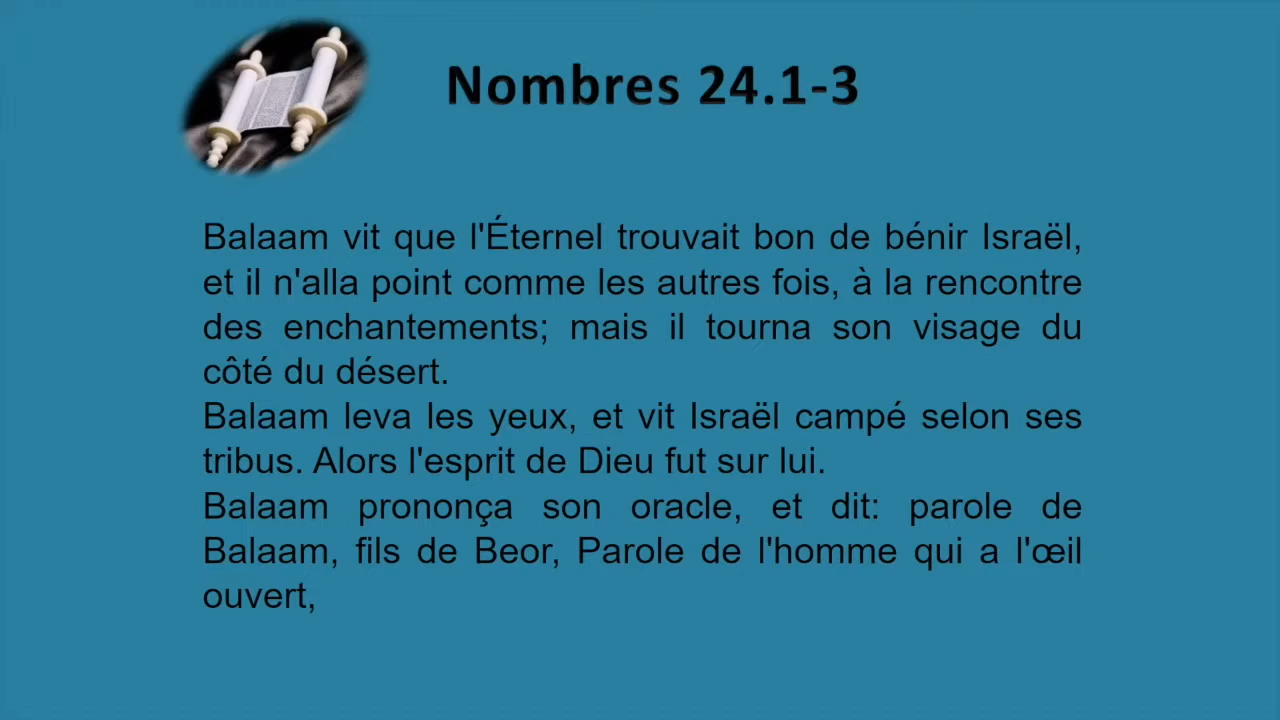 Nombres 24.1-3
Balaam vit que l'Éternel trouvait bon de bénir Israël,
et il n'alla point comme les autres fois, à la rencontre
des enchantements; mais il tourna son visage du
côté du désert.
Balaam leva les yeux, et vit Israël campé selon ses
tribus. Alors l'esprit de Dieu fut sur lui.
Balaam prononça son oracle, et dit: parole de
Balaam, fils de Beor, Parole de l'homme qui a l'œil
ouvert,